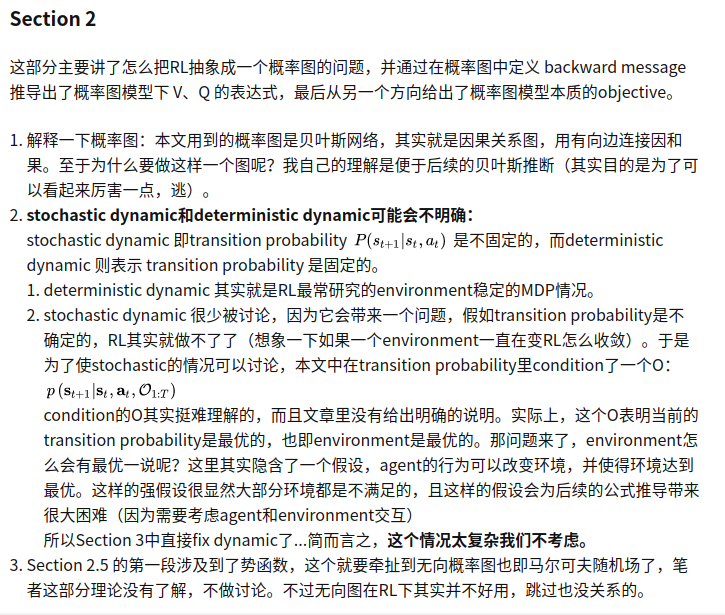 Section 2
这部分主要讲了怎么把RL抽象成一个概率图的问题，并通过在概率图中定义 backward message
推导出了概率图模型下 V、Q 的表达式，最后从另一个方向给出了概率图模型本质的objective。
1. 解释一下概率图：本文用到的概率图是贝叶斯网络，其实就是因果关系图，用有向边连接因和
果。至于为什么要做这样一个图呢？我自己的理解是便于后续的贝叶斯推断（其实目的是为了可
以看起来厉害一点，逃）。
2. stochastic dynamic和deterministic dynamic可能会不明确：
stochastic dynamic 即transition probability P(s_{t+1}|s_t, a_t) 是不固定的，而deterministic
dynamic 则表示 transition probability 是固定的。
1. deterministic dynamic 其实就是RL最常研究的environment稳定的MDP情况。
2. stochastic dynamic 很少被讨论，因为它会带来一个问题，假如transition probability是不
确定的，RL其实就做不了了（想象一下如果一个environment一直在变RL怎么收敛）。于是
为了使stochastic的情况可以讨论，本文中在transition probability里condition了一个O：
p(s_{t+1}|s_t, a_t, O_{1:T})
condition的O其实挺难理解的，而且文章里没有给出明确的说明。实际上，这个O表明当前的
transition probability是最优的，也即environment是最优的。那问题来了，environment怎
么会有最优一说呢？这里其实隐含了一个假设，agent的行为可以改变环境，并使得环境达到
最优。这样的强假设很显然大部分环境都是不满足的，且这样的假设会为后续的公式推导带来
很大困难（因为需要考虑agent和environment交互）
所以Section 3中直接fix dynamic了...简而言之，这个情况太复杂我们不考虑。
3. Section 2.5 的第一段涉及到了势函数，这个就要牵扯到无向概率图也即马尔可夫随机场了，笔
者这部分理论没有了解，不做讨论。不过无向图在RL下其实并不好用，跳过也没关系的。